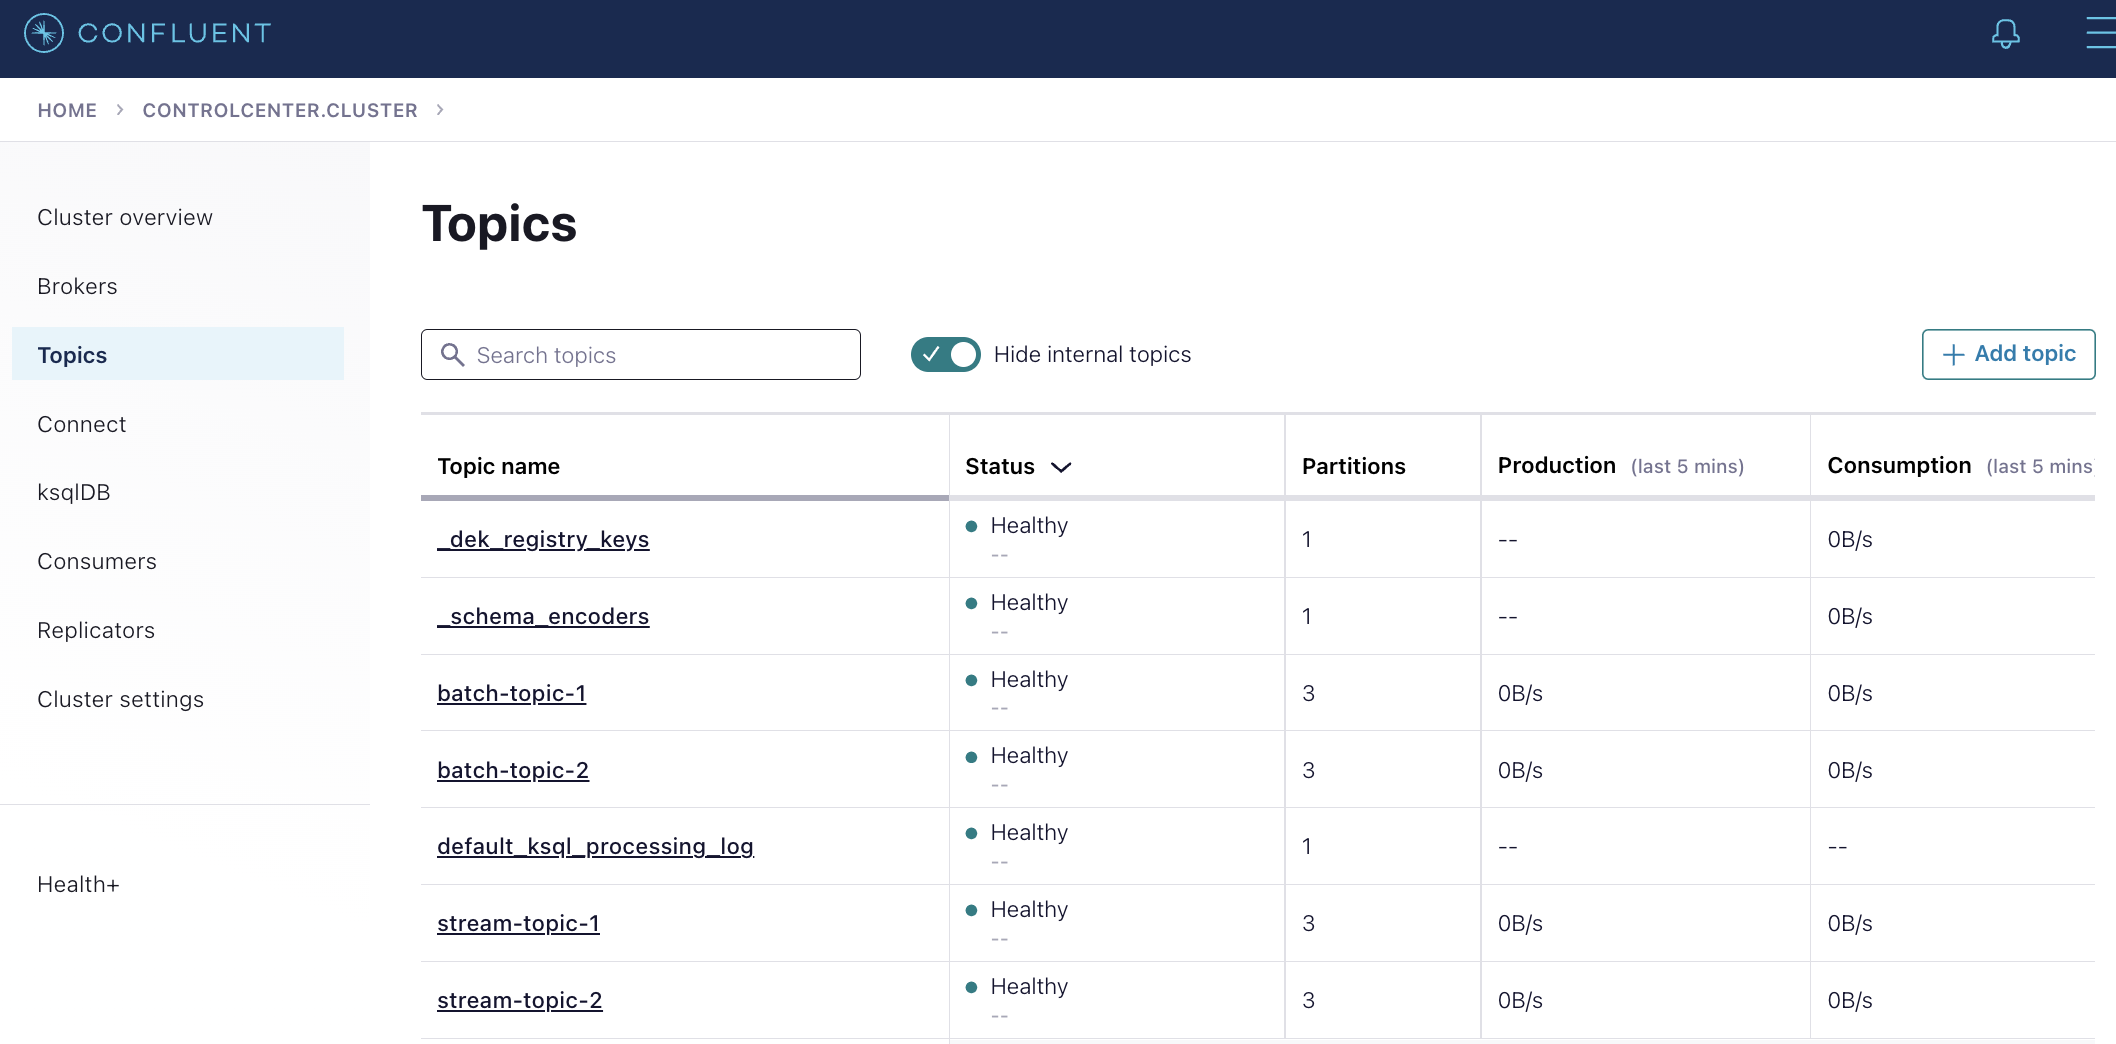 CONFLUENT
HOME > CONTROLCENTER.CLUSTER >
Cluster overview
Brokers
Topics
Connect
ksqlDB
Consumers
Replicators
Cluster settings
Health+
Topics
Search topics
Hide internal topics
+ Add topic
Topic name Status Partitions Production (last 5 mins) Consumption (last 5 mins)
_dek_registry_keys Healthy 1 -- 0B/s
--
_schema_encoders Healthy 1 -- 0B/s
--
batch-topic-1 Healthy 3 0B/s 0B/s
--
batch-topic-2 Healthy 3 0B/s 0B/s
--
default_ksql_processing_log Healthy 1 -- --
--
stream-topic-1 Healthy 3 0B/s 0B/s
--
stream-topic-2 Healthy 3 0B/s 0B/s
--